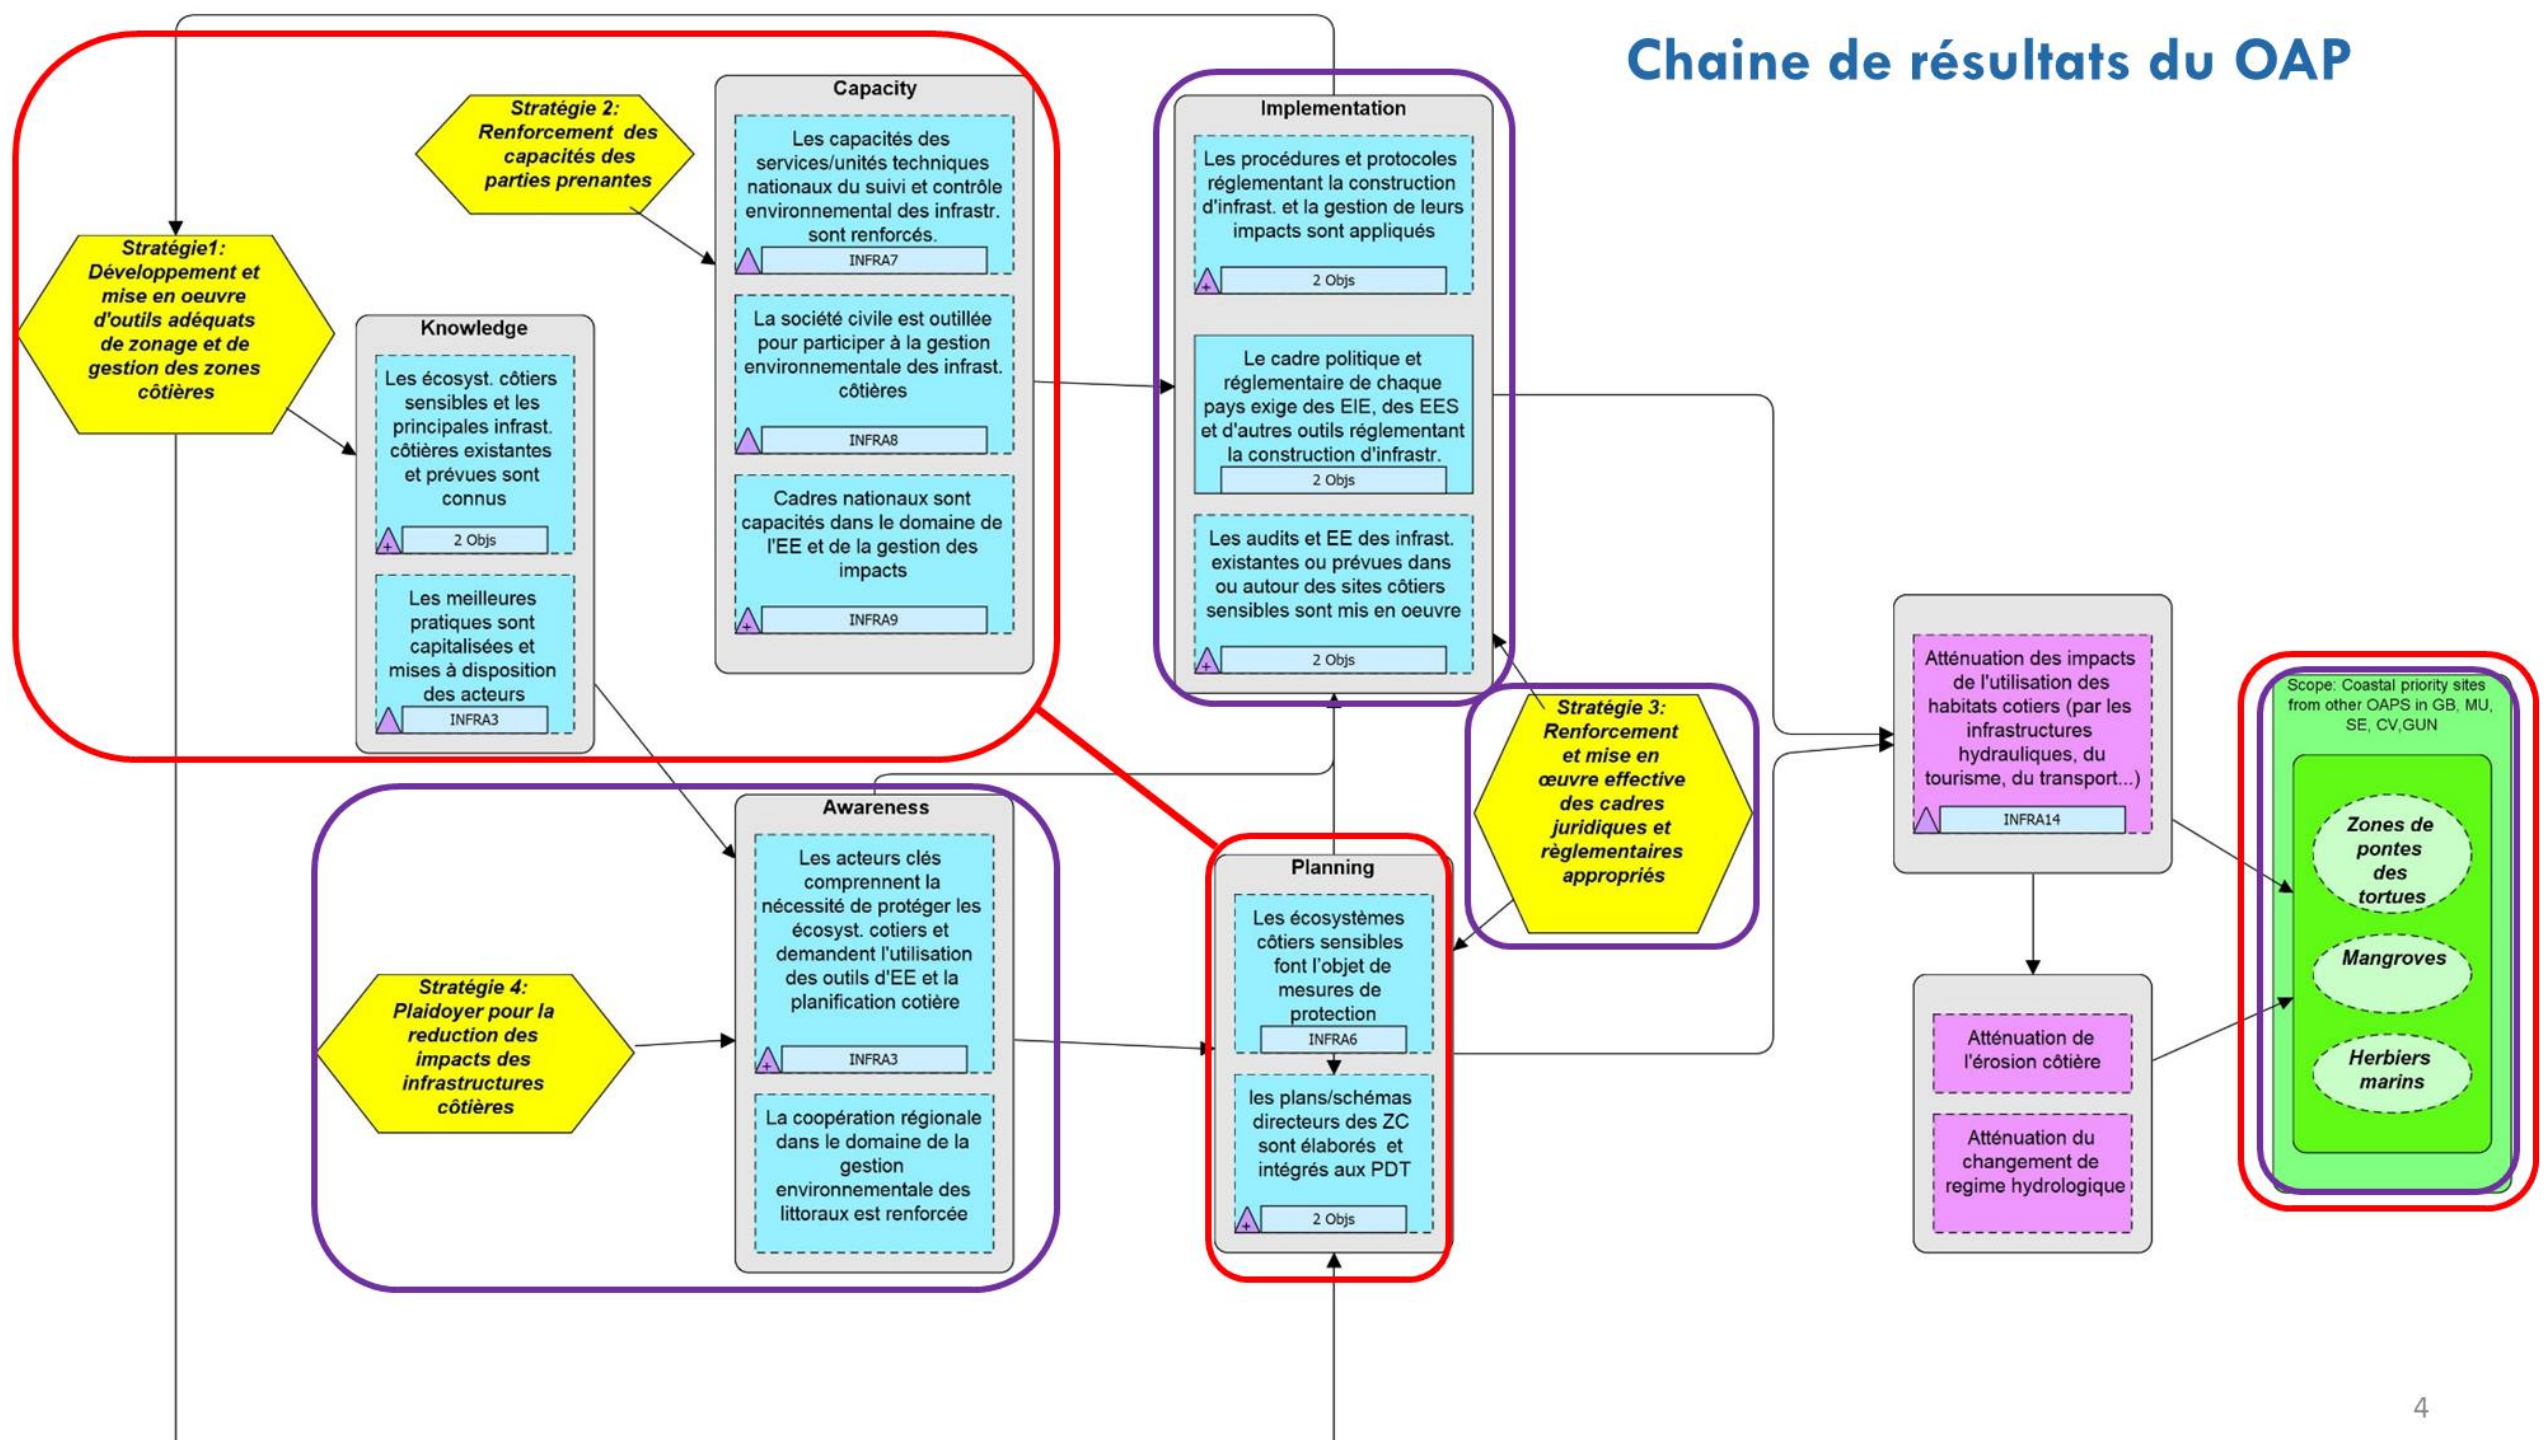 Chaine de résultats du OAP
Stratégie1:
Développement et
mise en oeuvre
d'outils adéquats
de zonage et de
gestion des zones
côtières
Stratégie 2:
Renforcement des
capacités des
parties prenantes
Knowledge
Les écosyst. côtiers
sensibles et les
principales infrast.
côtières existantes
et prévues sont
connus
+
2 Objs
Les meilleures
pratiques sont
capitalisées et
mises à disposition
des acteurs
INFRA3
Capacity
Les capacités des
services/unités techniques
nationaux du suivi et contrôle
environnemental des infrastr.
sont renforcés.
INFRA7
La société civile est outillée
pour participer à la gestion
environnementale des infrast.
côtières
INFRA8
Cadres nationaux sont
capacités dans le domaine de
l'EE et de la gestion des
impacts
+
INFRA9
Implementation
Les procédures et protocoles
réglementant la construction
d'infrast. et la gestion de leurs
impacts sont appliqués
+
2 Objs
Le cadre politique et
réglementaire de chaque
pays exige des EIE, des EES
et d'autres outils réglementant
la construction d'infrastr.
2 Objs
Les audits et EE des infrast.
existantes ou prévues dans
ou autour des sites côtiers
sensibles sont mis en oeuvre
+
2 Objs
Stratégie 3:
Renforcement
et mise en
œuvre effective
des cadres
juridiques et
règlementaires
appropriés
Stratégie 4:
Plaidoyer pour la
reduction des
impacts des
infrastructures
côtières
Awareness
Les acteurs clés
comprennent la
nécessité de protéger les
écosyst. cotiers et
demandent l'utilisation
des outils d'EE et la
planification cotière
+
INFRA3
La coopération régionale
dans le domaine de la
gestion
environnementale des
littoraux est renforcée
Planning
Les écosystèmes
côtiers sensibles
font l'objet de
mesures de
protection
INFRA6
les plans/schémas
directeurs des ZC
sont élaborés et
intégrés aux PDT
+
2 Objs
Atténuation des impacts
de l'utilisation des
habitats cotiers (par les
infrastructures
hydrauliques, du
tourisme, du transport...)
INFRA14
Atténuation de
l'érosion côtière
Atténuation du
changement de
regime hydrologique
Scope: Coastal priority sites
from other OAPS in GB, MU,
SE, CV,GUN
Zones de
pontes
des
tortues
Mangroves
Herbiers
marins
4